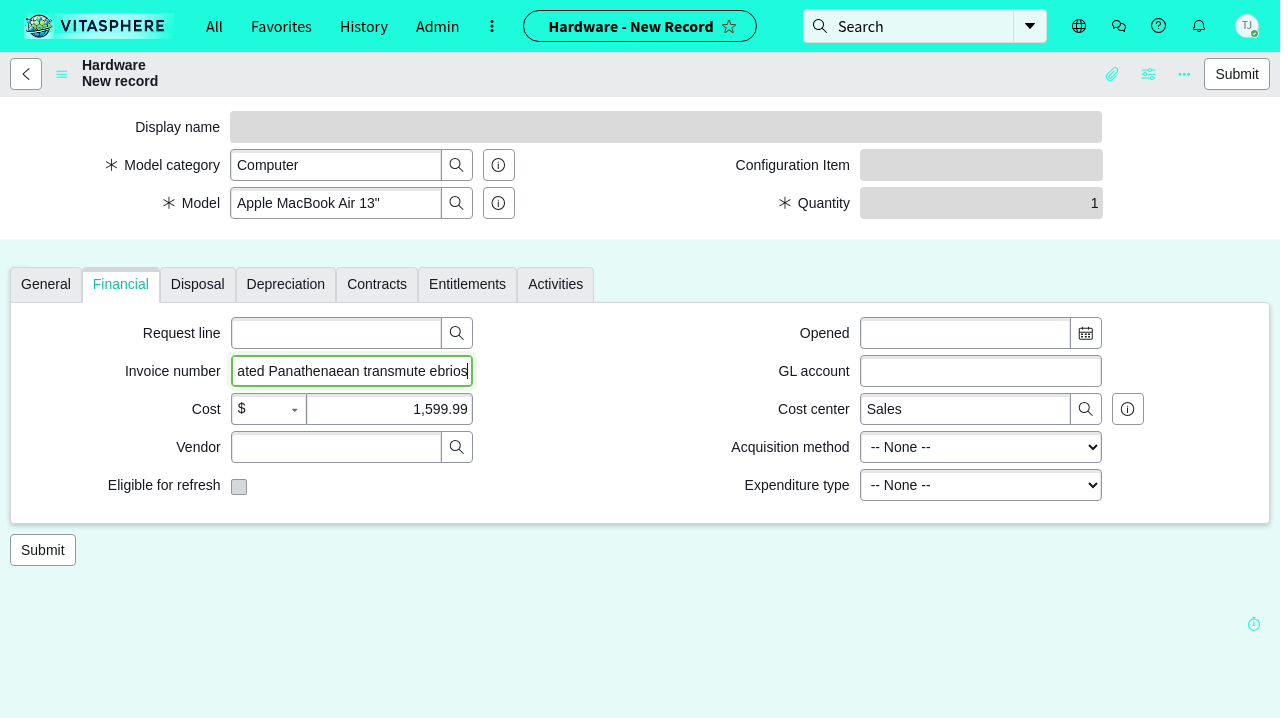 VITASPHERE
All
Favorites
History
Admin
Hardware - New Record
Search
TJ
Hardware
New record
Submit
Display name
Model category
Computer
Configuration Item
Model
Apple MacBook Air 13"
Quantity
1
General
Financial
Disposal
Depreciation
Contracts
Entitlements
Activities
Request line
Opened
Invoice number
ated Panathenaean transmute ebrios
GL account
Cost
$
1,599.99
Cost center
Sales
Vendor
Acquisition method
-- None --
Eligible for refresh
Expenditure type
-- None --
Submit